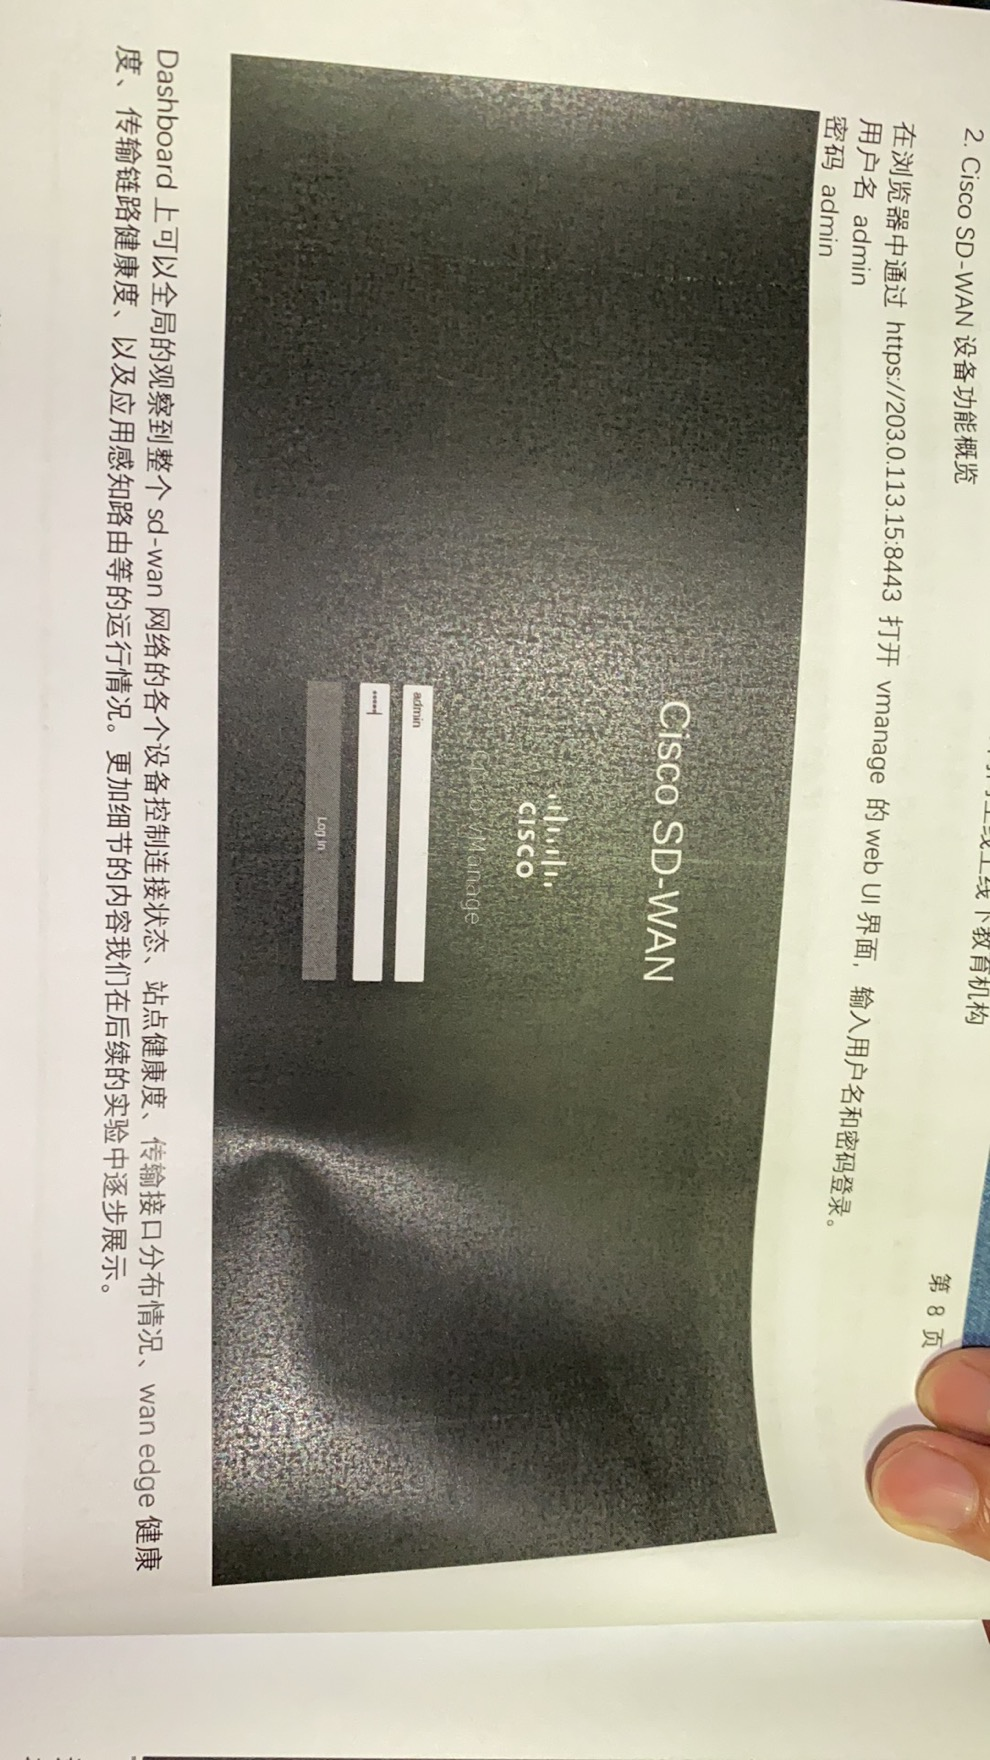 线上线下教育机构
第 8 页
2. Cisco SD-WAN 设备功能概览
在浏览器中通过 https://203.0.113.15:8443 打开 vmanage 的 web UI 界面，输入用户名和密码登录。
用户名 admin
密码 admin
Cisco SD-WAN
CISCO
Cisco vManage
admin
•••••
Log In
Dashboard 上可以全局的观察到整个 sd-wan 网络的各个设备控制连接状态、站点健康度、传输接口分布情况、wan edge 健康
度、传输链路健康度、以及应用感知路由等的运行情况。更加细节的内容我们在后续的实验中逐步展示。